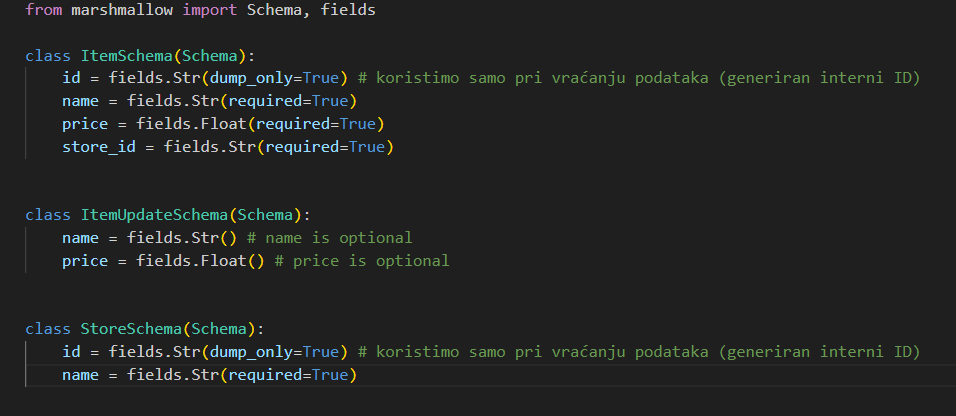 from marshmallow import Schema, fields
class ItemSchema(Schema):
id = fields.Str(dump_only=True) # koristimo samo pri vraćanju podataka (generiran interni ID)
name = fields.Str(required=True)
price = fields.Float(required=True)
store_id = fields.Str(required=True)
class ItemUpdateSchema(Schema):
name = fields.Str() # name is optional
price = fields.Float() # price is optional
class StoreSchema(Schema):
id = fields.Str(dump_only=True) # koristimo samo pri vraćanju podataka (generiran interni ID)
name = fields.Str(required=True)